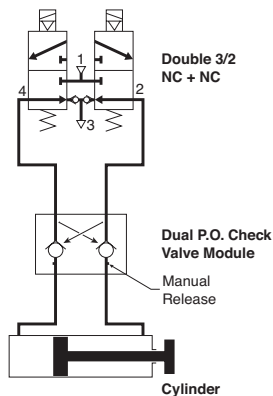 Double 3/2
NC + NC
1
4
2
3
Dual P.O. Check
Valve Module
Manual
Release
Cylinder